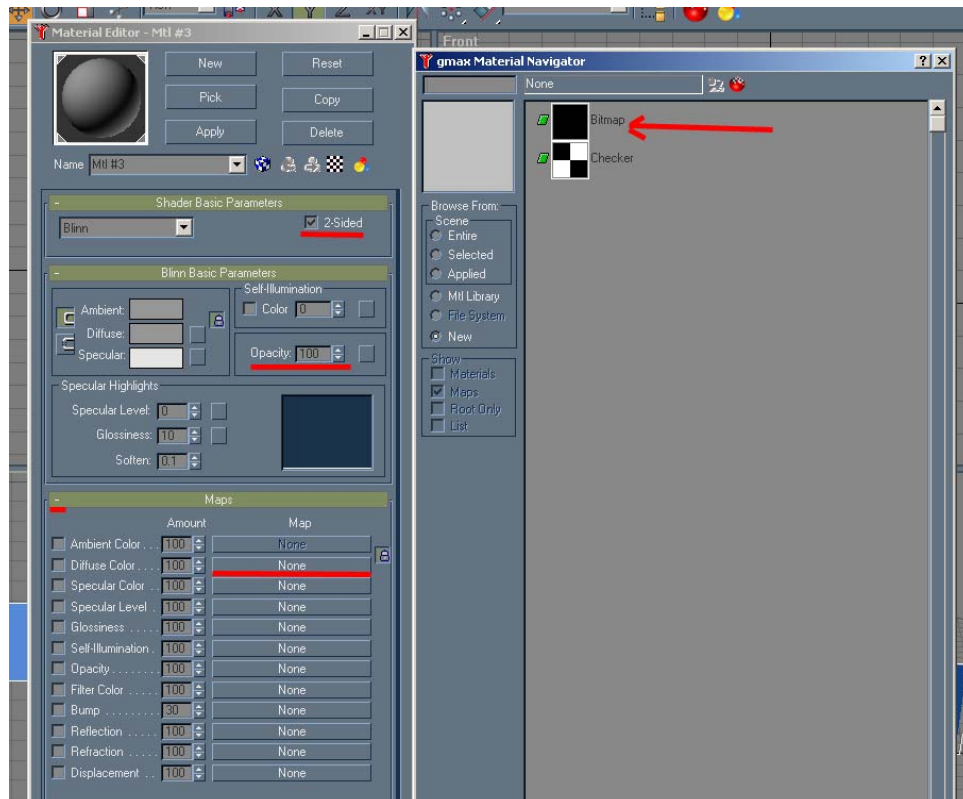 Material Editor - Mtl #3
New Reset
Pick Copy
Apply Delete
Name Mtl #3
- Shader Basic Parameters
Blinn 2-Sided
- Blinn Basic Parameters
Self-Illumination
Ambient: Color 0
Diffuse:
Specular: Opacity: 100
Specular Highlights
Specular Level: 0
Glossiness: 10
Soften: 0.1
- Maps
Amount Map
Ambient Color . . . 100 None
Diffuse Color . . . . 100 None
Specular Color . . 100 None
Specular Level . 100 None
Glossiness . . . . . 100 None
Self-Illumination . 100 None
Opacity . . . . . . . . 100 None
Filter Color . . . . . 100 None
Bump . . . . . . . . . 30 None
Reflection . . . . . . 100 None
Refraction . . . . . 100 None
Displacement . . 100 None
Front
gmax Material Navigator
None
Bitmap
Checker
Browse From:
Scene
Entire
Selected
Applied
Mtl Library
File System
New
Show
Materials
Maps
Root Only
List